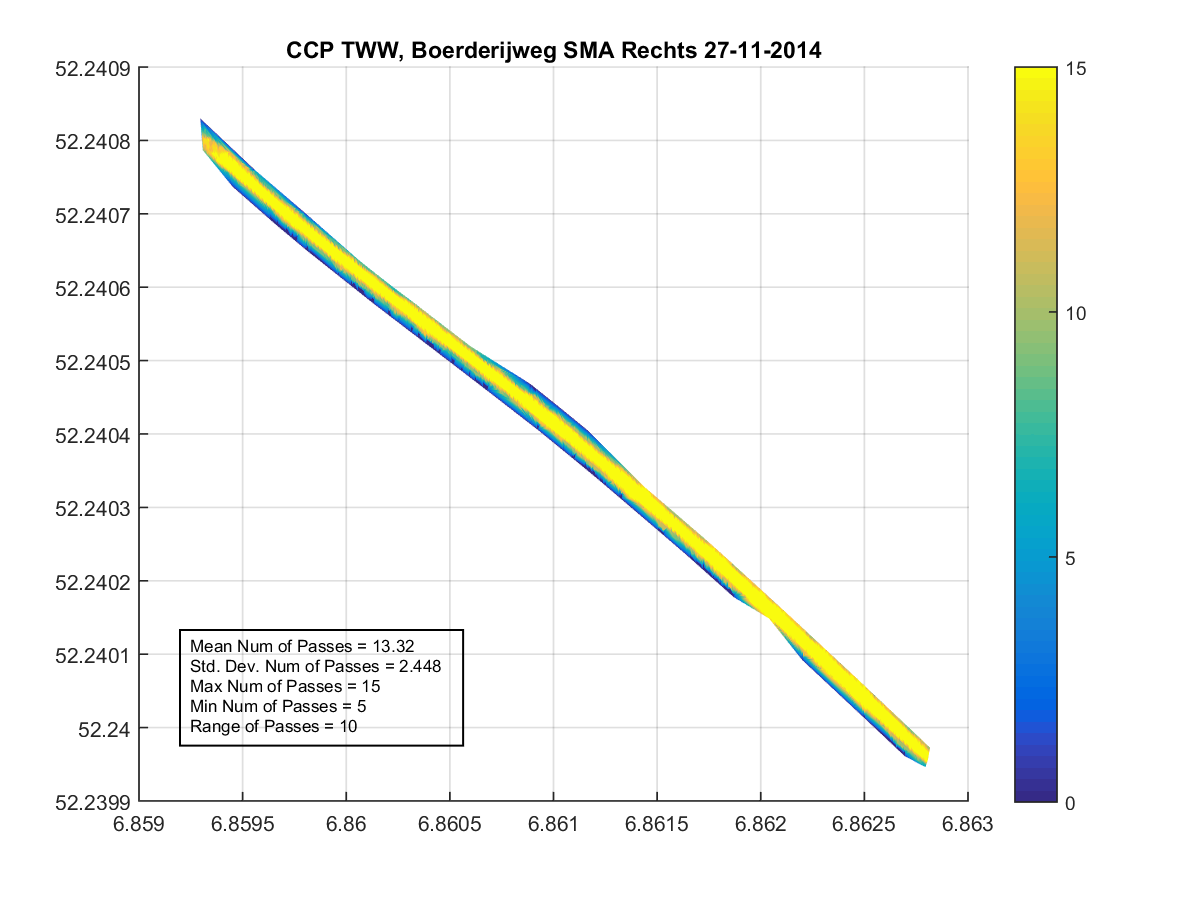 CCP TWW, Boerderijweg SMA Rechts 27-11-2014
52.2409
52.2408
52.2407
52.2406
52.2405
52.2404
52.2403
52.2402
52.2401
52.24
52.2399
Mean Num of Passes = 13.32
Std. Dev. Num of Passes = 2.448
Max Num of Passes = 15
Min Num of Passes = 5
Range of Passes = 10
6.859 6.8595 6.86 6.8605 6.861 6.8615 6.862 6.8625 6.863
15
10
5
0